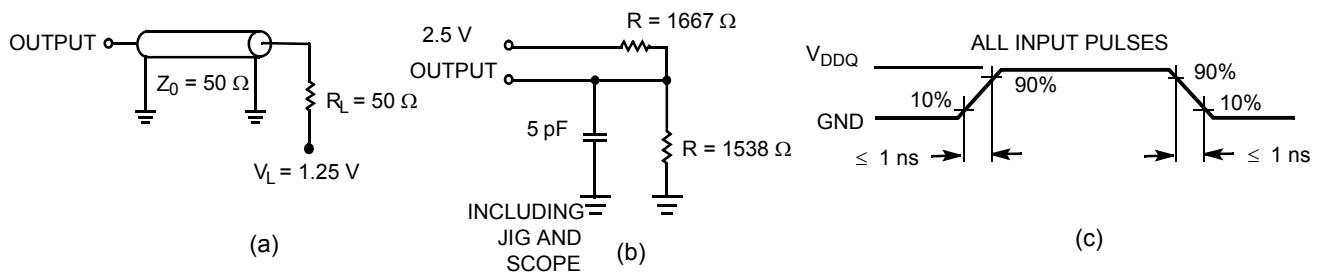 OUTPUT
Z0 = 50 Ω
RL = 50 Ω
VL = 1.25 V
(a)
R = 1667 Ω
2.5 V
OUTPUT
5 pF
R = 1538 Ω
INCLUDING
JIG AND
SCOPE
(b)
ALL INPUT PULSES
VDDQ
90%
90%
10%
10%
GND
≤ 1 ns
≤ 1 ns
(c)